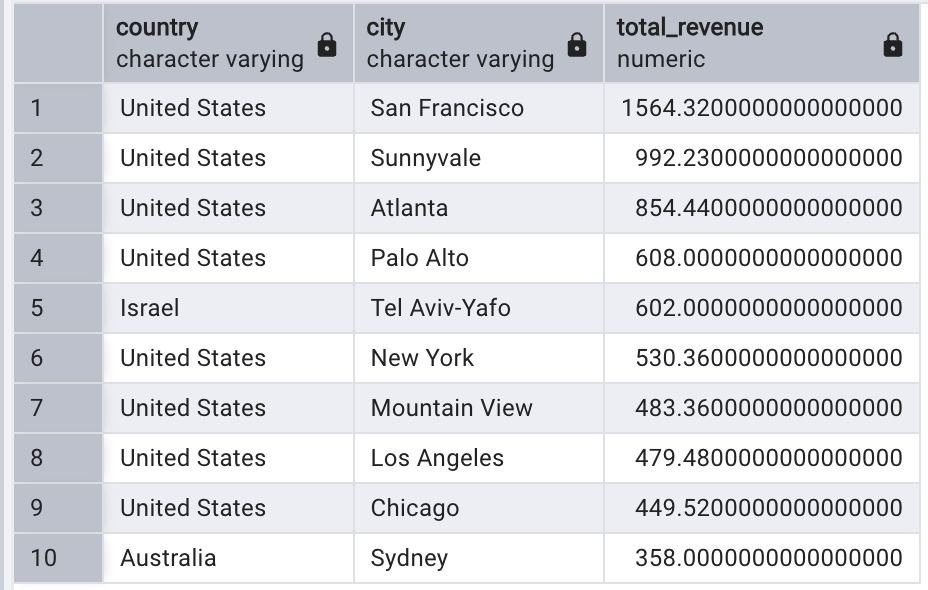 country city total_revenue
character varying character varying numeric
1 United States San Francisco 1564.3200000000000000
2 United States Sunnyvale 992.2300000000000000
3 United States Atlanta 854.4400000000000000
4 United States Palo Alto 608.0000000000000000
5 Israel Tel Aviv-Yafo 602.0000000000000000
6 United States New York 530.3600000000000000
7 United States Mountain View 483.3600000000000000
8 United States Los Angeles 479.4800000000000000
9 United States Chicago 449.5200000000000000
10 Australia Sydney 358.0000000000000000